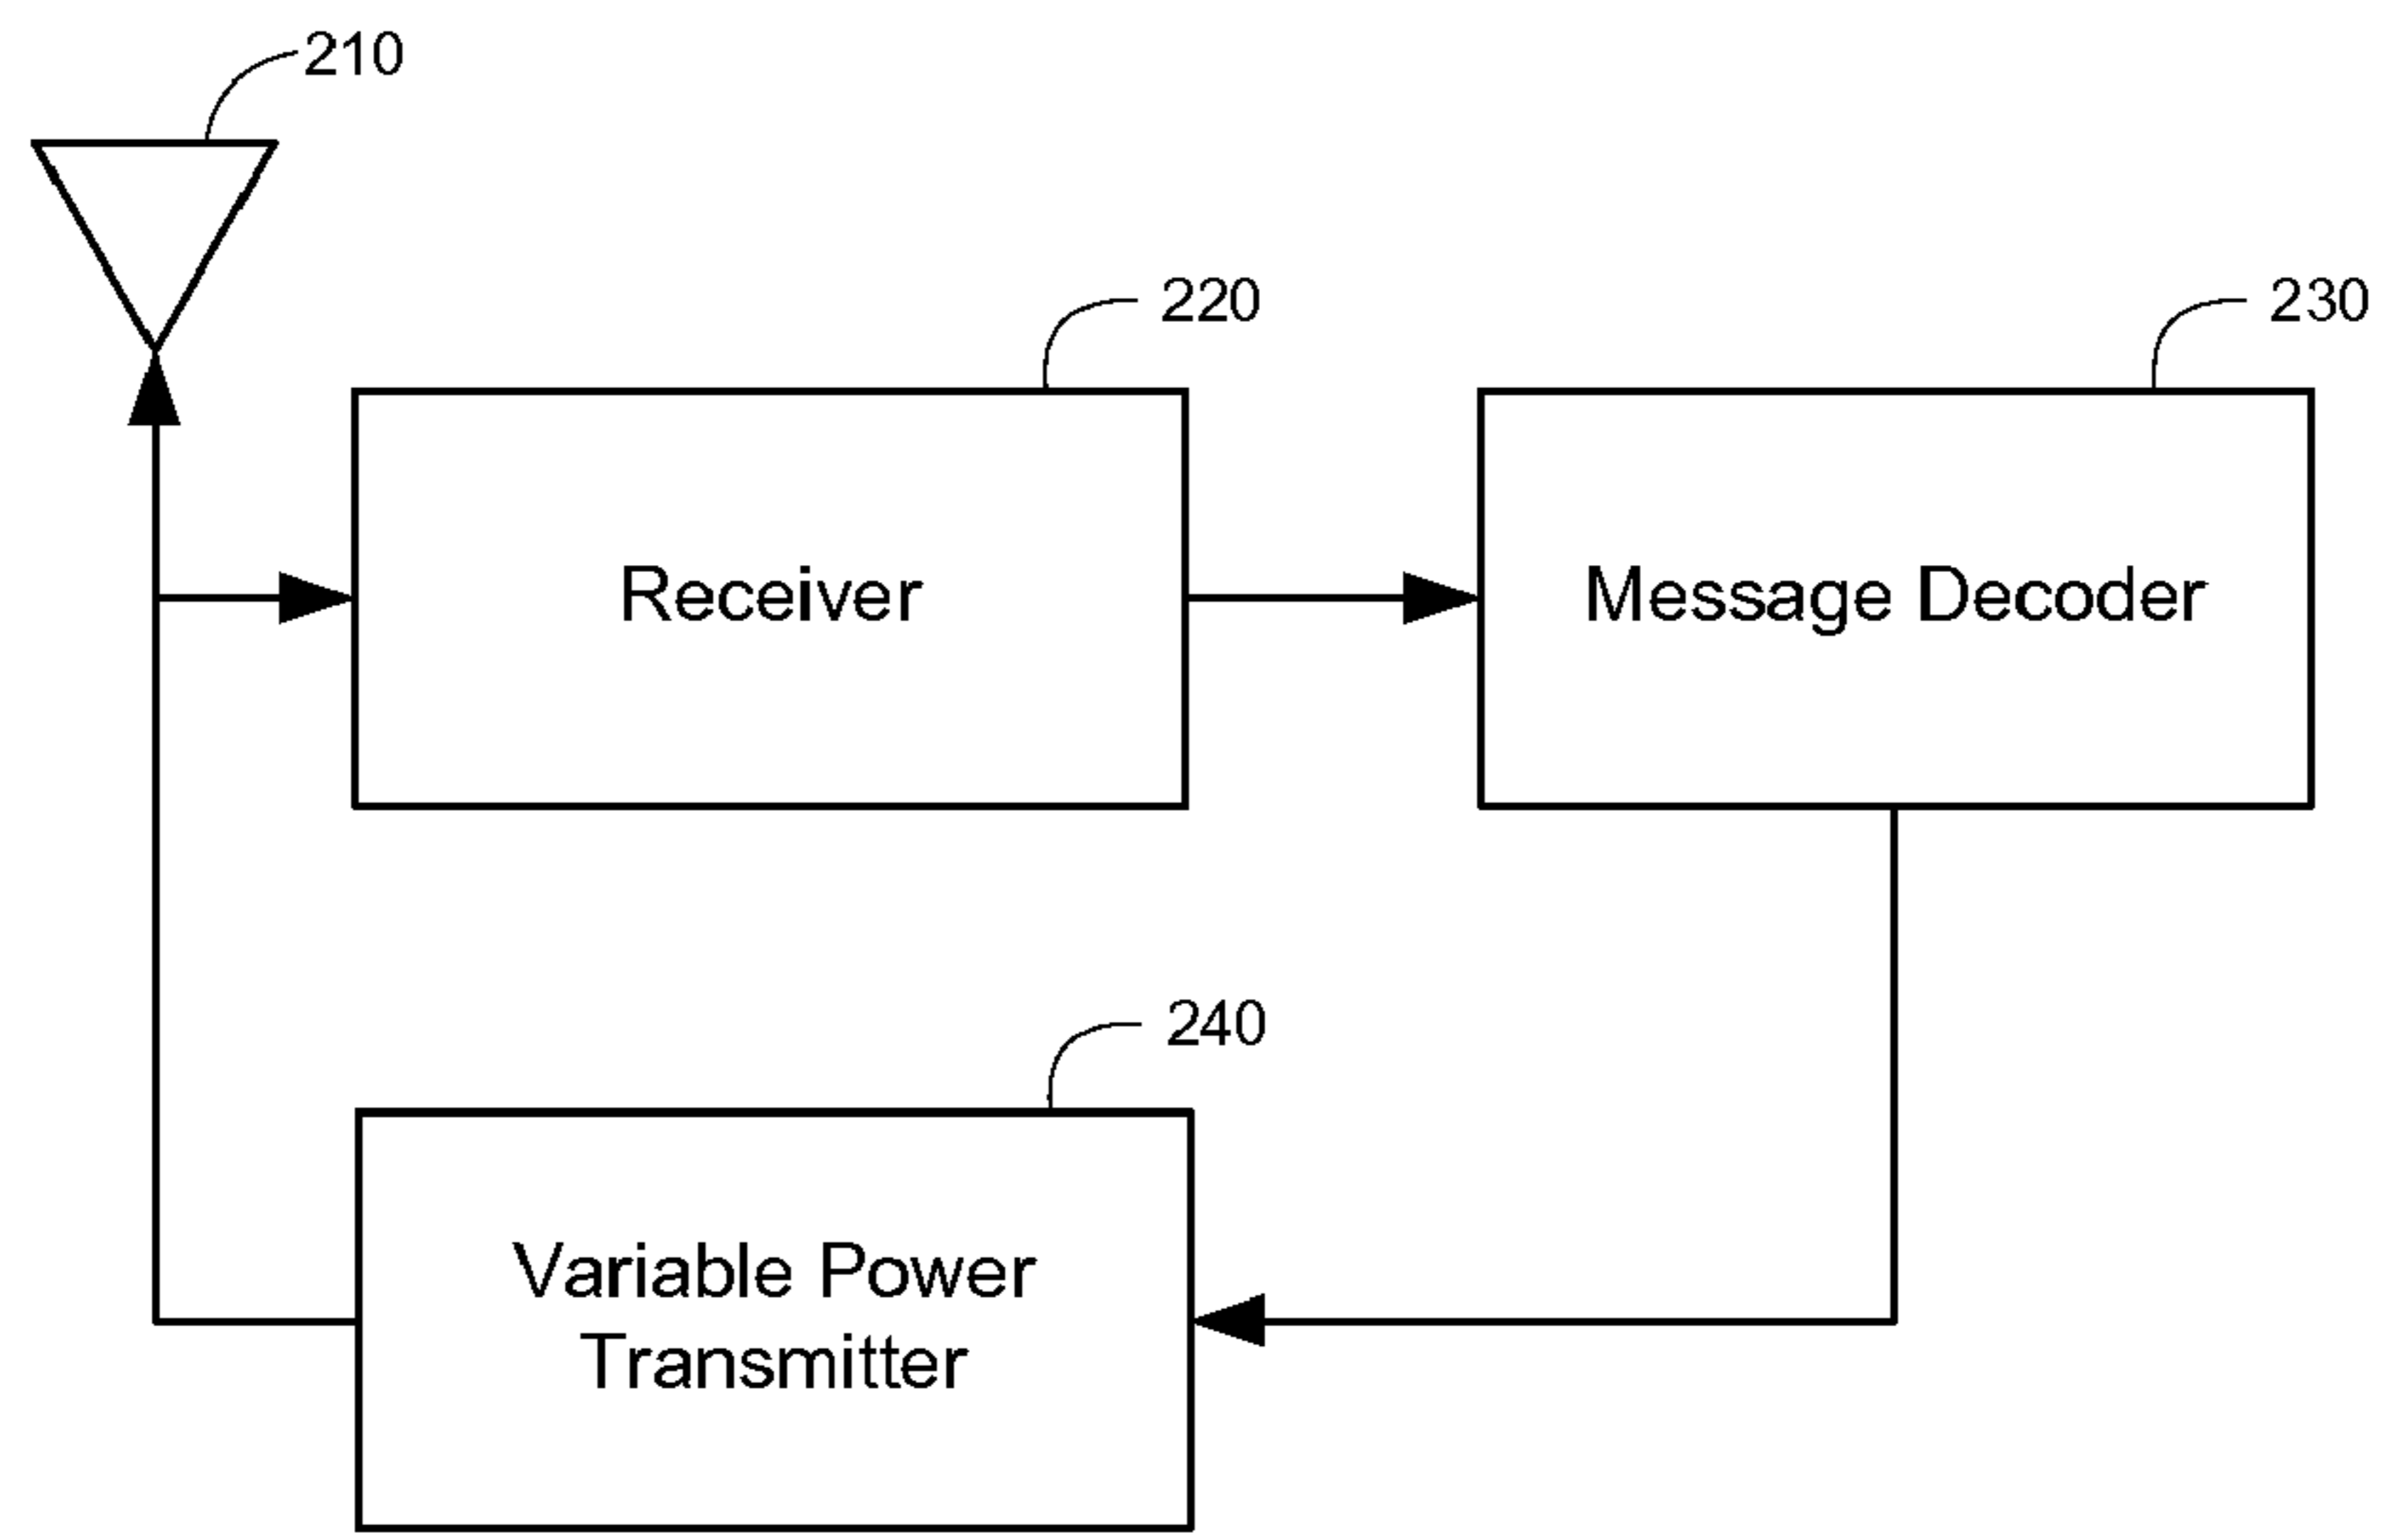 210
220
230
Receiver
Message Decoder
240
Variable Power
Transmitter